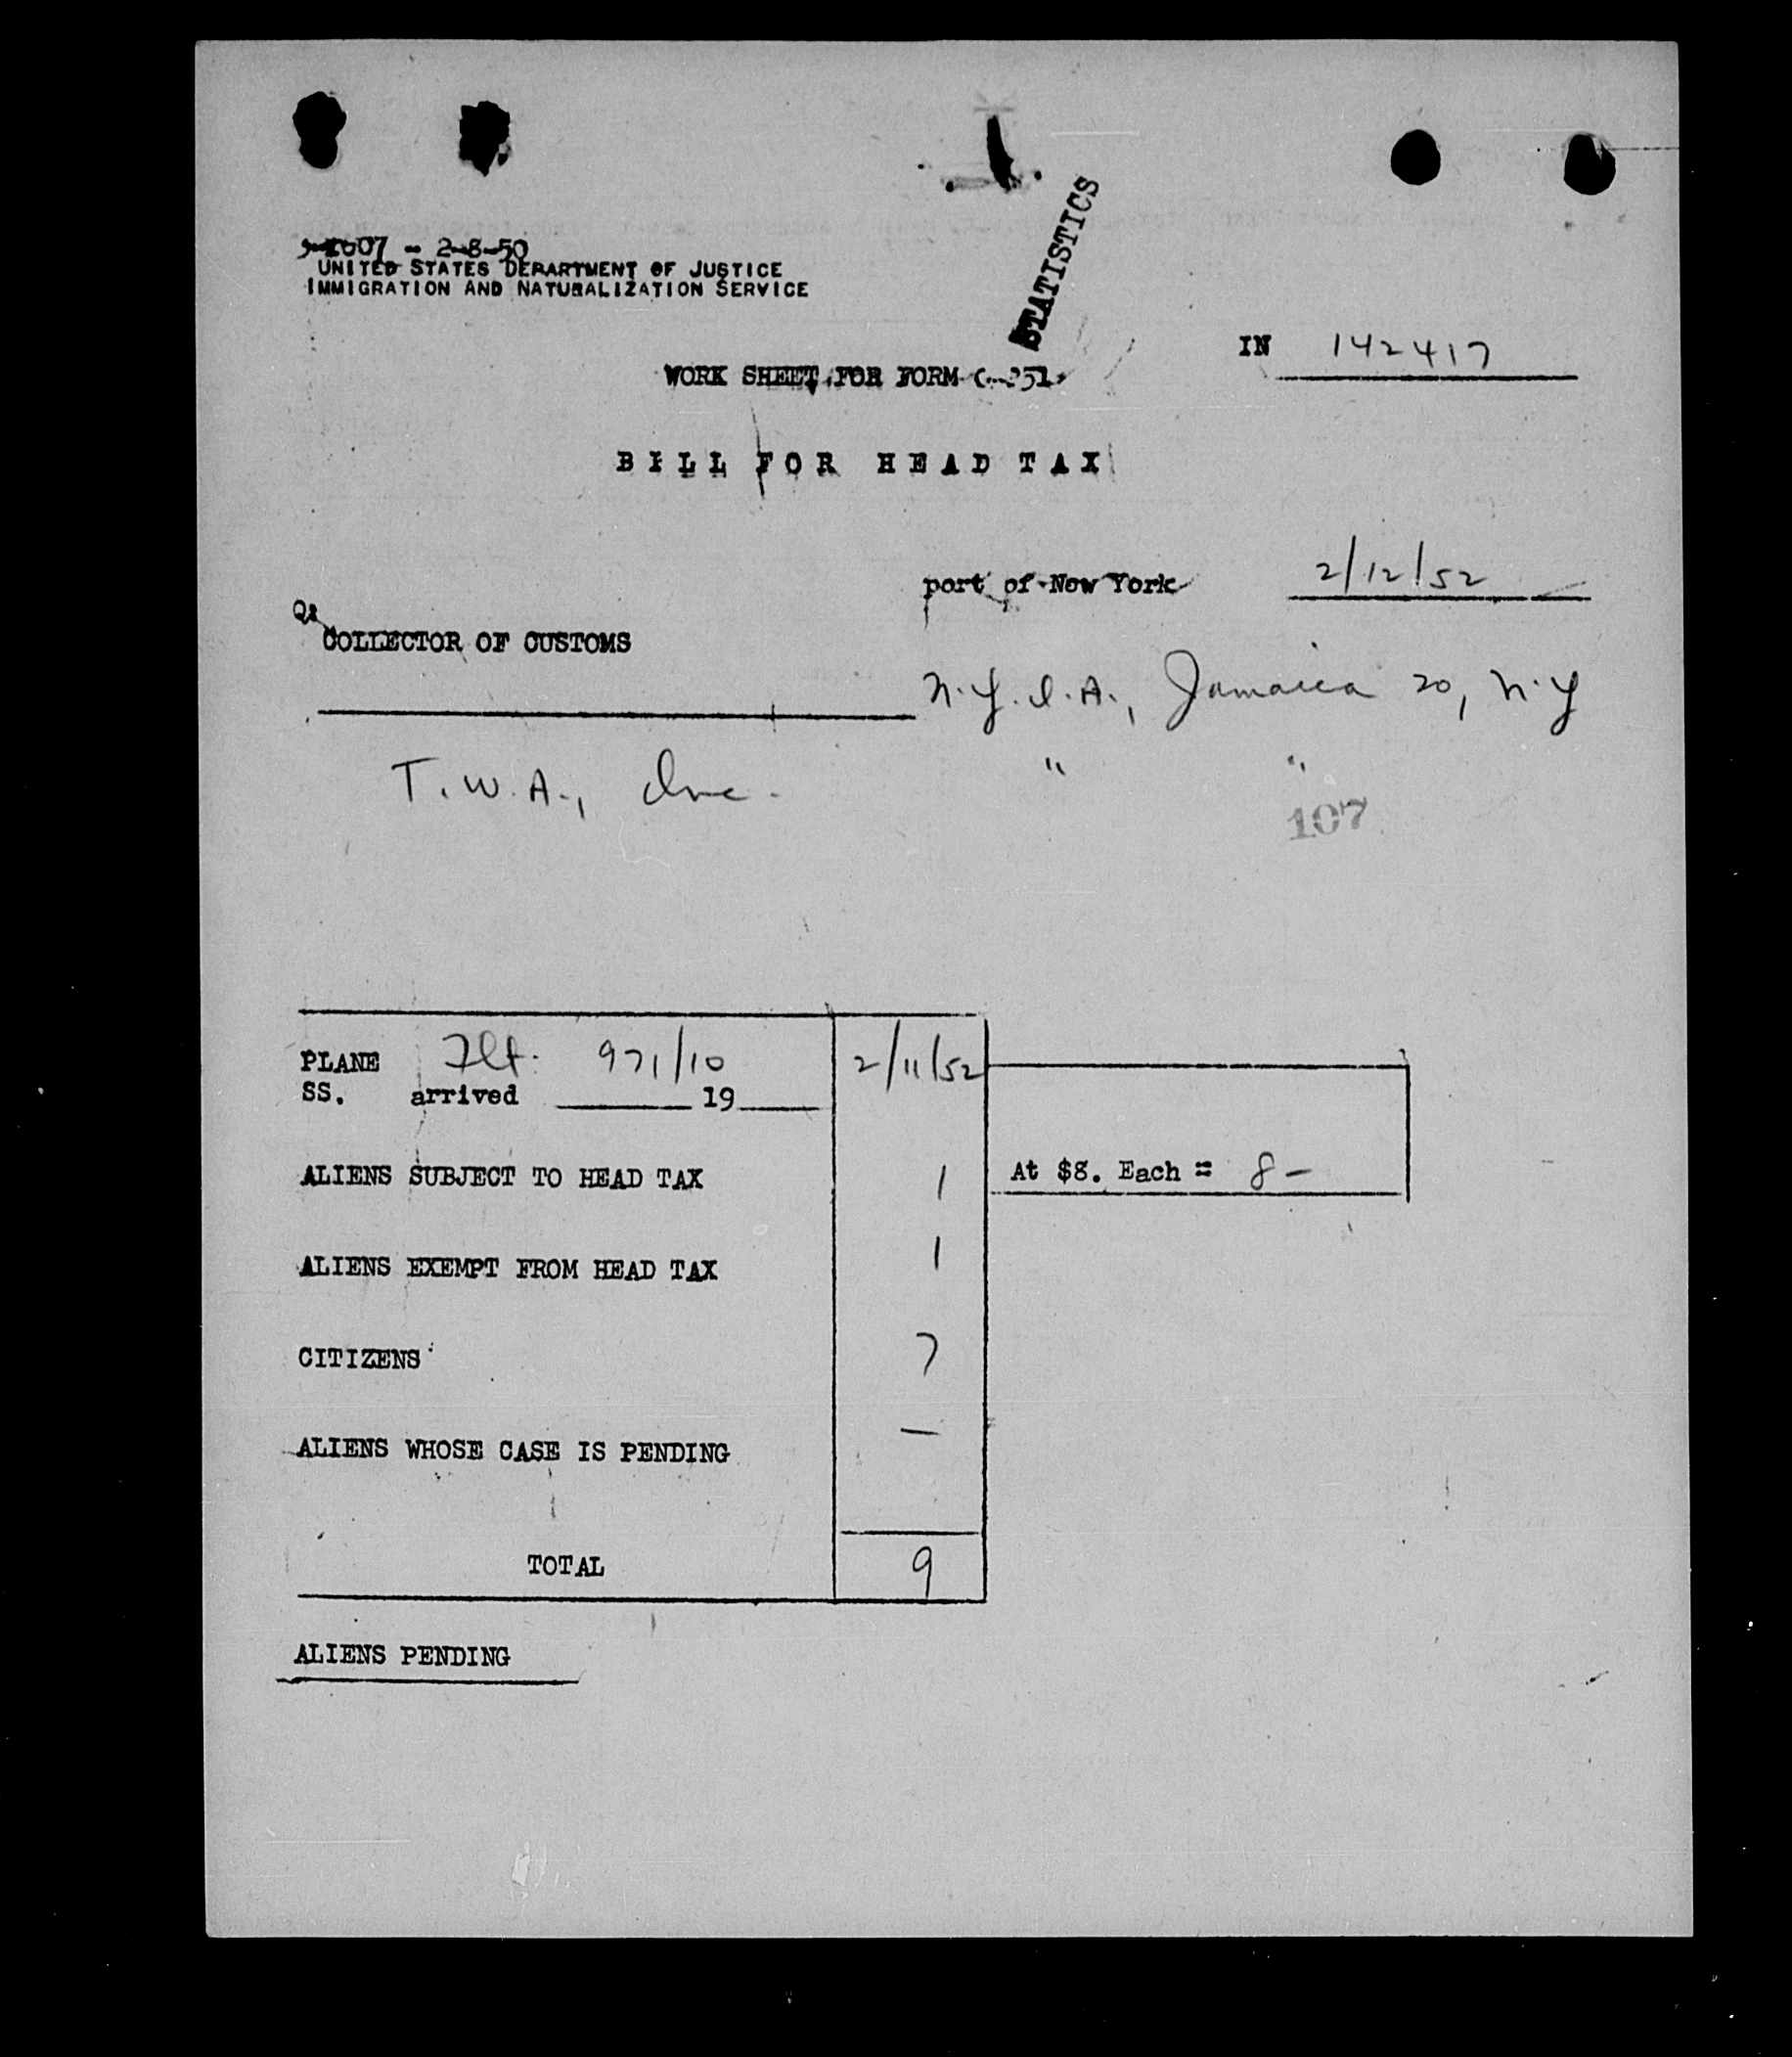 - 2-8-50
UNITED STATES DEPARTMENT OF JUSTICE
IMMIGRATION AND NATURALIZATION SERVICE
STATISTICS
IN 142417
WORK SHEET FOR FORM
BILL FOR HEAD TAX
port of New York 2/12/52
COLLECTOR OF CUSTOMS
N.Y.I.A., Jamaica 20, N.Y
T.W.A., Inc. " "
107
PLANE Flt. 971/10 2/11/52
SS. arrived 19
ALIENS SUBJECT TO HEAD TAX 1 At $8. Each = 8 -
ALIENS EXEMPT FROM HEAD TAX 1
CITIZENS 7
ALIENS WHOSE CASE IS PENDING —
TOTAL 9
ALIENS PENDING